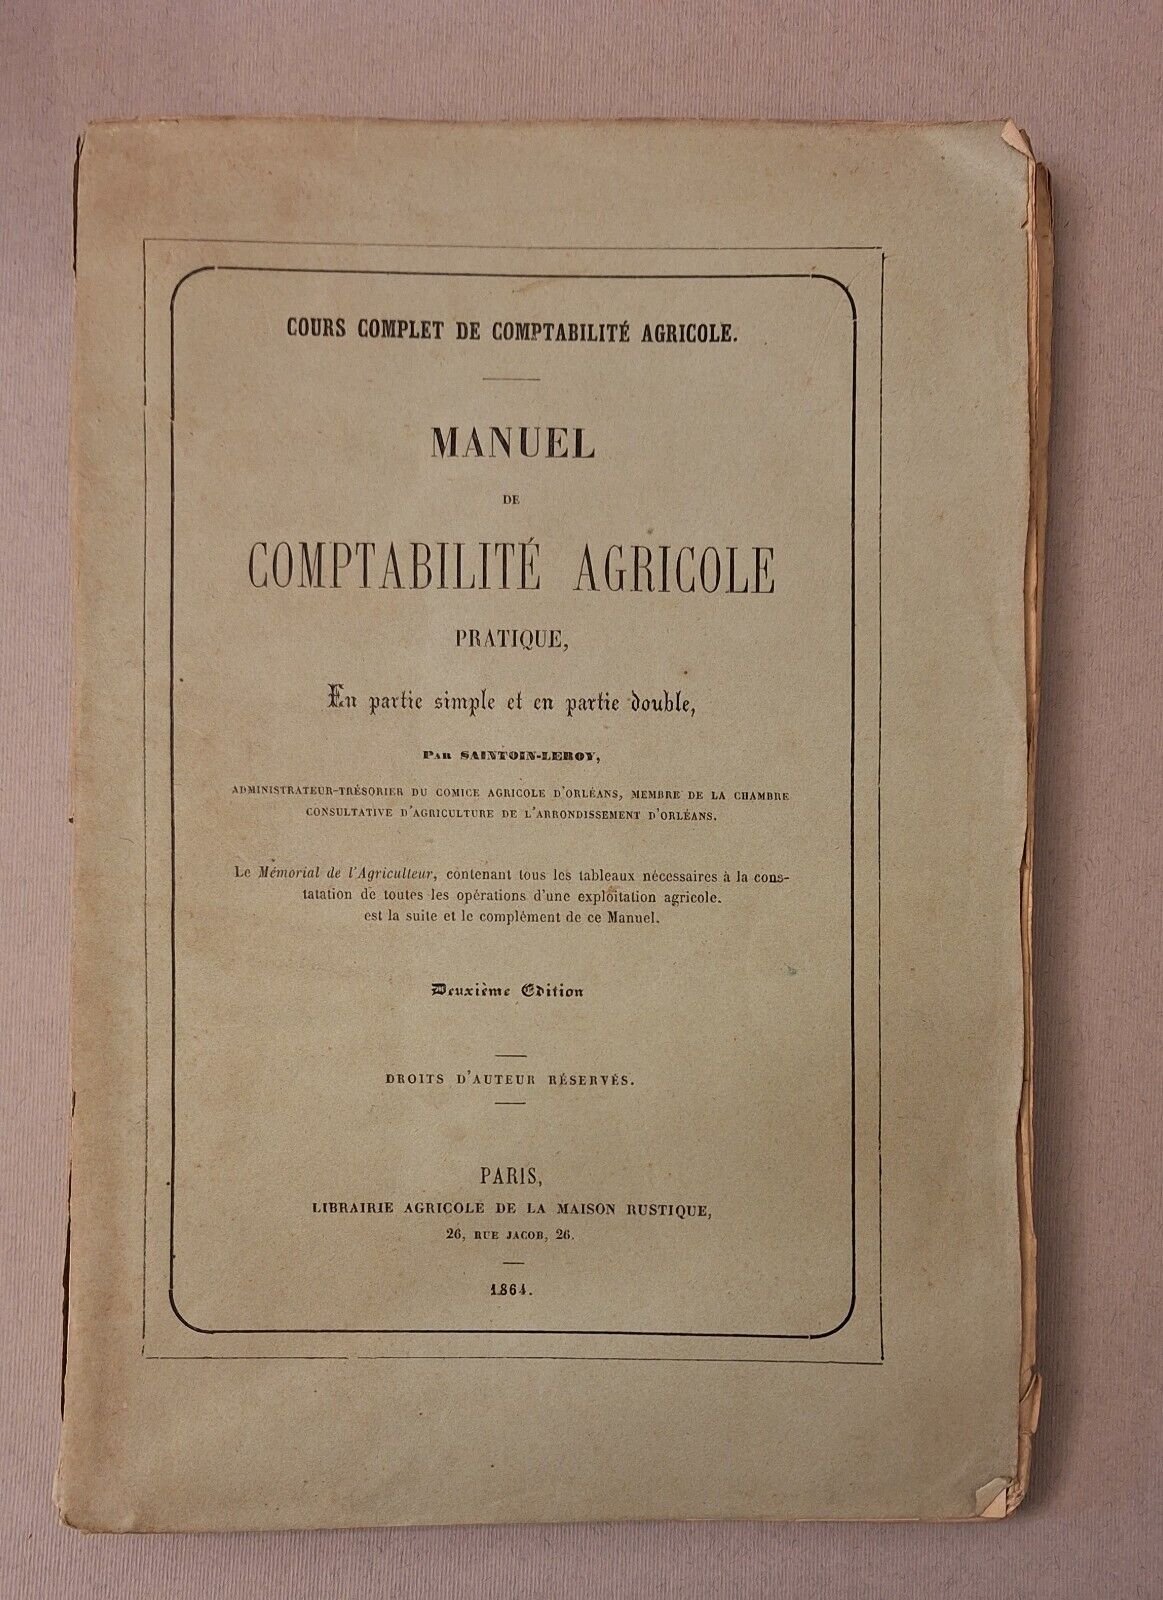 COURS COMPLET DE COMPTABILITÉ AGRICOLE.
MANUEL
DE
COMPTABILITÉ AGRICOLE
PRATIQUE,
En partie simple et en partie double,
PAR SAINTOIN-LEROY,
ADMINISTRATEUR-TRÉSORIER DU COMICE AGRICOLE D'ORLÉANS, MEMBRE DE LA CHAMBRE
CONSULTATIVE D'AGRICULTURE DE L'ARRONDISSEMENT D'ORLÉANS.
Le Mémorial de l'Agriculteur, contenant tous les tableaux nécessaires à la cons-
tatation de toutes les opérations d'une exploitation agricole.
est la suite et le complément de ce Manuel.
Deuxième Edition
DROITS D'AUTEUR RÉSERVÉS.
PARIS,
LIBRAIRIE AGRICOLE DE LA MAISON RUSTIQUE,
26, RUE JACOB, 26.
1864.